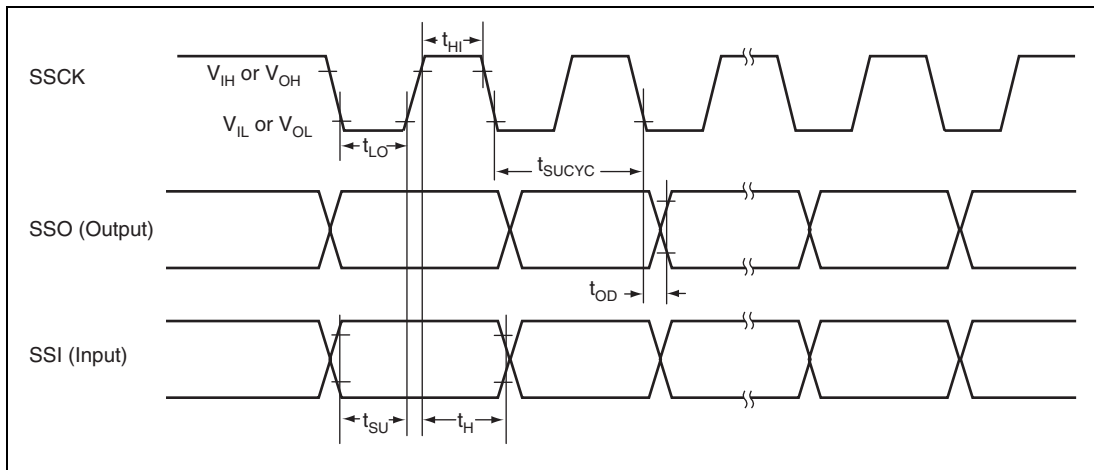 t_HI
SSCK
V_IH or V_OH
V_IL or V_OL
t_LO
t_SUCYC
SSO (Output)
t_OD
SSI (Input)
t_SU
t_H